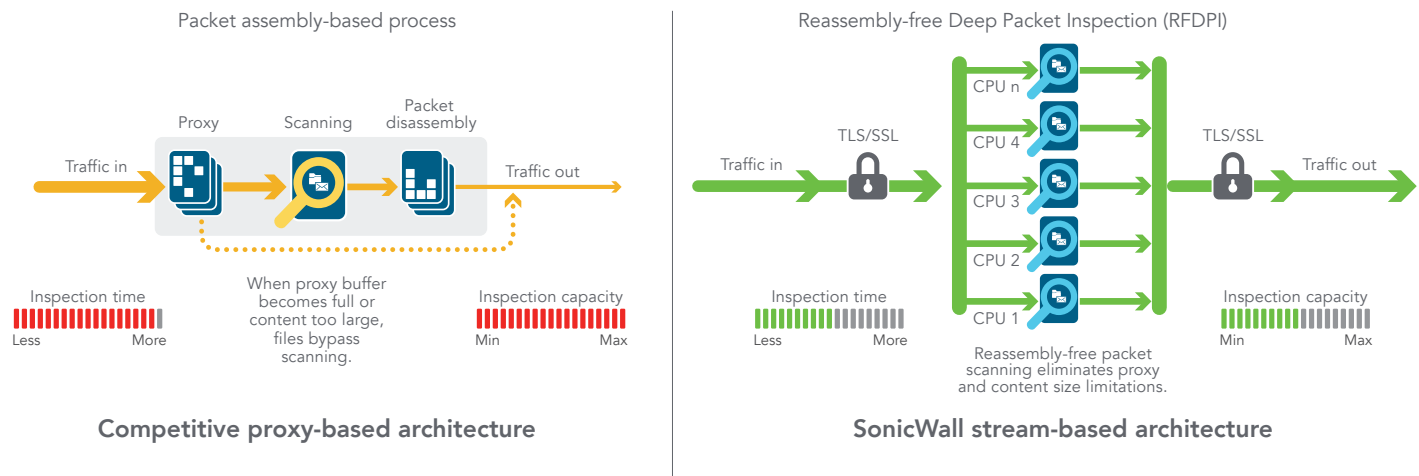 Packet assembly-based process
Proxy
Scanning
Packet
disassembly
Traffic in
Traffic out
When proxy buffer
becomes full or
content too large,
files bypass
scanning.
Inspection time
Less
More
Inspection capacity
Min
Max
Competitive proxy-based architecture
Reassembly-free Deep Packet Inspection (RFDPI)
CPU n
CPU 4
CPU 3
CPU 2
CPU 1
Traffic in
TLS/SSL
TLS/SSL
Traffic out
Inspection time
Less
More
Inspection capacity
Min
Max
Reassembly-free packet
scanning eliminates proxy
and content size limitations.
SonicWall stream-based architecture